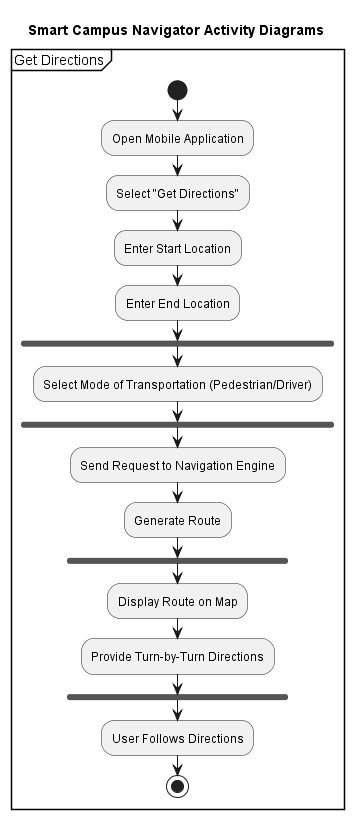 Smart Campus Navigator Activity Diagrams
Get Directions
Open Mobile Application
Select "Get Directions"
Enter Start Location
Enter End Location
Select Mode of Transportation (Pedestrian/Driver)
Send Request to Navigation Engine
Generate Route
Display Route on Map
Provide Turn-by-Turn Directions
User Follows Directions